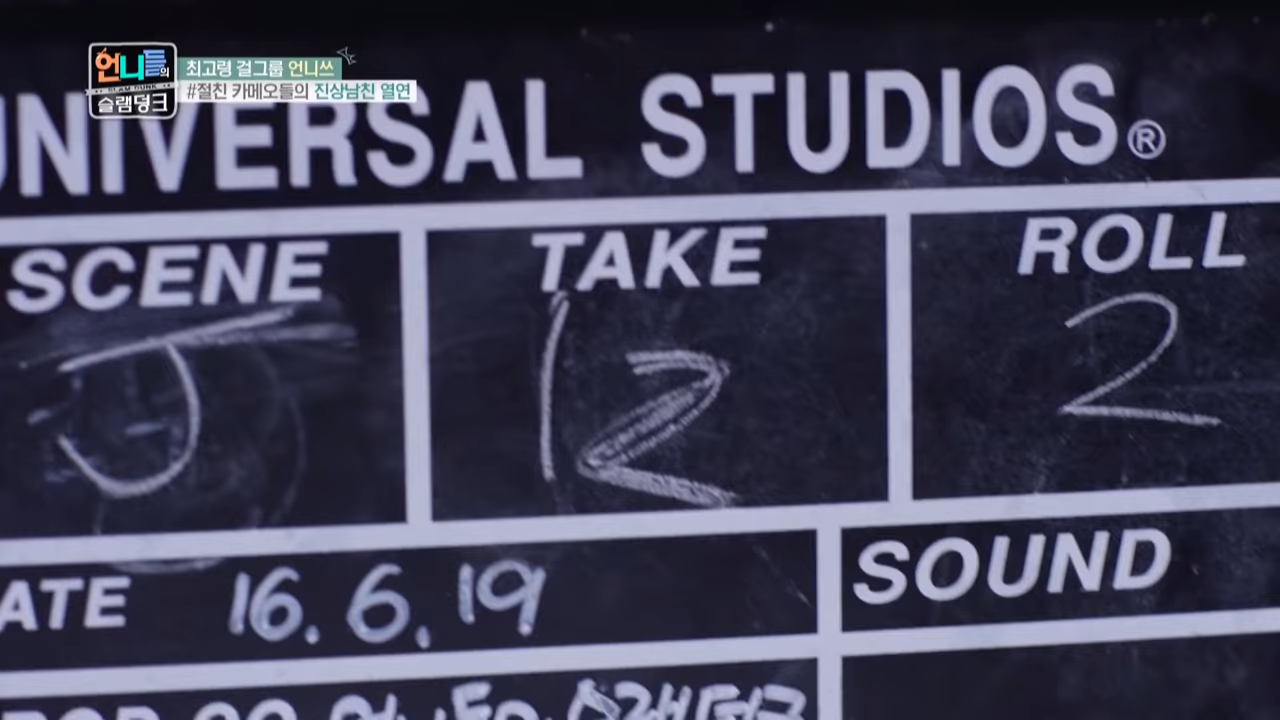 언니들의
SLAM DUNK
슬램덩크
최고령 걸그룹 언니쓰
#절친 카메오들의 진상남친 열연
UNIVERSAL STUDIOS®
SCENE TAKE ROLL
J 12 2
ATE 16.6.19 SOUND